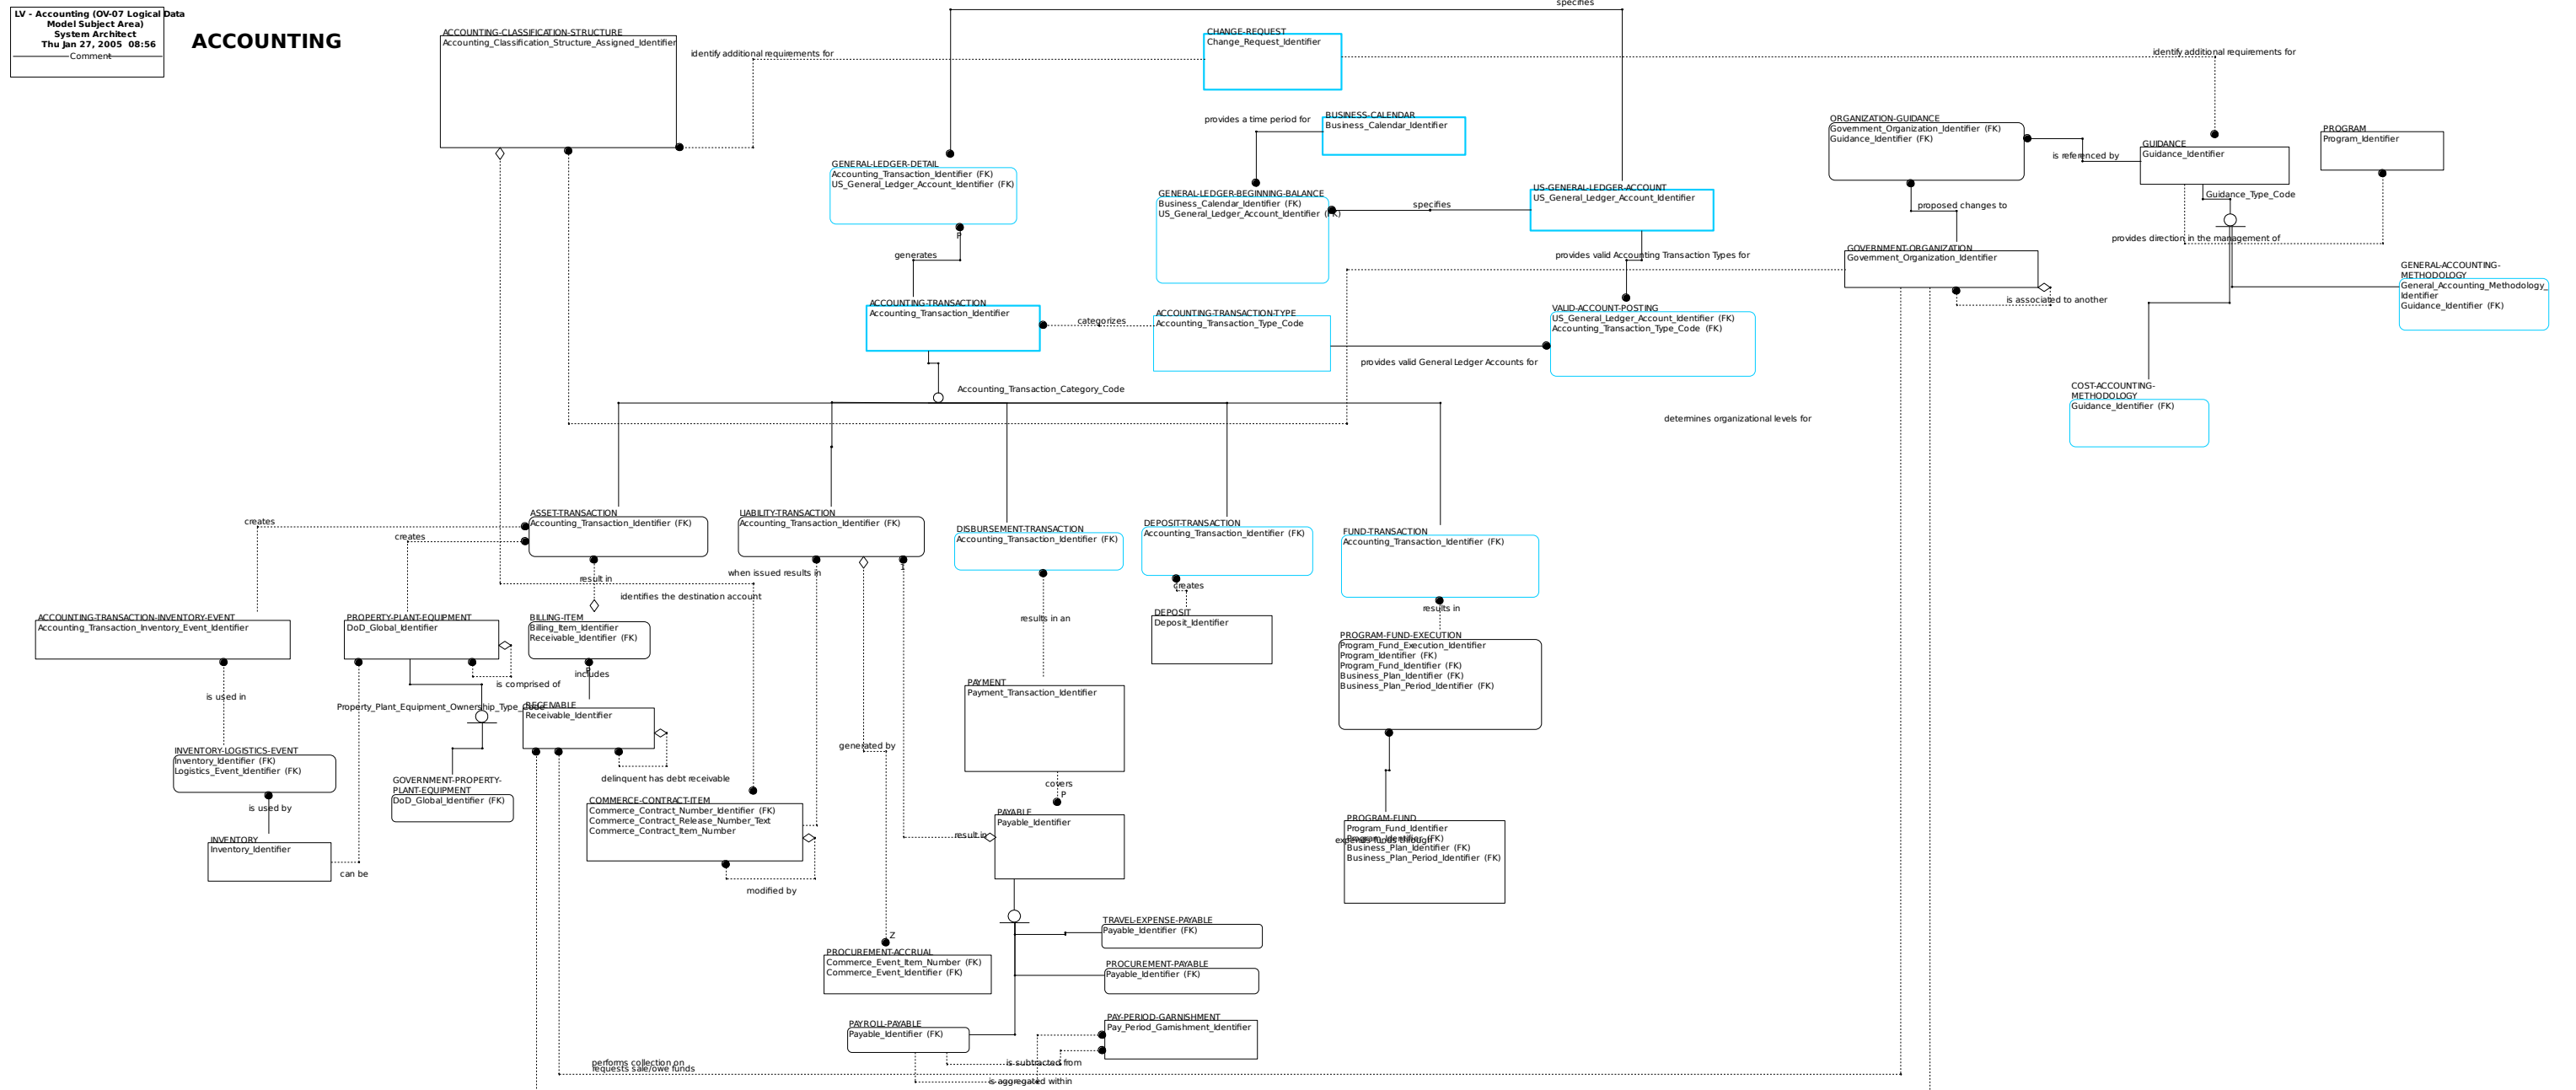 LV - Accounting (OV-07 Logical Data
Model Subject Area)
System Architect
Thu Jan 27, 2005 08:56
Comment
ACCOUNTING
ACCOUNTING-CLASSIFICATION-STRUCTURE
Accounting_Classification_Structure_Assigned_Identifier
identify additional requirements for
specifies
CHANGE-REQUEST
Change_Request_Identifier
identify additional requirements for
provides a time period for
BUSINESS-CALENDAR
Business_Calendar_Identifier
ORGANIZATION-GUIDANCE
Government_Organization_Identifier (FK)
Guidance_Identifier (FK)
is referenced by
GUIDANCE
Guidance_Identifier
PROGRAM
Program_Identifier
GENERAL-LEDGER-DETAIL
Accounting_Transaction_Identifier (FK)
US_General_Ledger_Account_Identifier (FK)
P
GENERAL-LEDGER-BEGINNING-BALANCE
Business_Calendar_Identifier (FK)
US_General_Ledger_Account_Identifier (FK)
specifies
US-GENERAL-LEDGER-ACCOUNT
US_General_Ledger_Account_Identifier
Guidance_Type_Code
proposed changes to
provides direction in the management of
generates
provides valid Accounting Transaction Types for
GOVERNMENT-ORGANIZATION
Government_Organization_Identifier
is associated to another
GENERAL-ACCOUNTING-
METHODOLOGY
General_Accounting_Methodology_
Identifier
Guidance_Identifier (FK)
ACCOUNTING-TRANSACTION
Accounting_Transaction_Identifier
categorizes
ACCOUNTING-TRANSACTION-TYPE
Accounting_Transaction_Type_Code
VALID-ACCOUNT-POSTING
US_General_Ledger_Account_Identifier (FK)
Accounting_Transaction_Type_Code (FK)
provides valid General Ledger Accounts for
Accounting_Transaction_Category_Code
COST-ACCOUNTING-
METHODOLOGY
Guidance_Identifier (FK)
determines organizational levels for
creates
creates
ASSET-TRANSACTION
Accounting_Transaction_Identifier (FK)
LIABILITY-TRANSACTION
Accounting_Transaction_Identifier (FK)
1
DISBURSEMENT-TRANSACTION
Accounting_Transaction_Identifier (FK)
DEPOSIT-TRANSACTION
Accounting_Transaction_Identifier (FK)
FUND-TRANSACTION
Accounting_Transaction_Identifier (FK)
result in
when issued results in
creates
identifies the destination account
results in
ACCOUNTING-TRANSACTION-INVENTORY-EVENT
Accounting_Transaction_Inventory_Event_Identifier
PROPERTY-PLANT-EQUIPMENT
DoD_Global_Identifier
BILLING-ITEM
Billing_Item_Identifier
Receivable_Identifier (FK)
P
includes
results in an
DEPOSIT
Deposit_Identifier
PROGRAM-FUND-EXECUTION
Program_Fund_Execution_Identifier
Program_Identifier (FK)
Program_Fund_Identifier (FK)
Business_Plan_Identifier (FK)
Business_Plan_Period_Identifier (FK)
is used in
is comprised of
Property_Plant_Equipment_Ownership_Type_Code
RECEIVABLE
Receivable_Identifier
PAYMENT
Payment_Transaction_Identifier
generated by
INVENTORY-LOGISTICS-EVENT
Inventory_Identifier (FK)
Logistics_Event_Identifier (FK)
GOVERNMENT-PROPERTY-
PLANT-EQUIPMENT
DoD_Global_Identifier (FK)
delinquent has debt receivable
covers
P
is used by
COMMERCE-CONTRACT-ITEM
Commerce_Contract_Number_Identifier (FK)
Commerce_Contract_Release_Number_Text
Commerce_Contract_Item_Number
result in
PAYABLE
Payable_Identifier
PROGRAM-FUND
Program_Fund_Identifier
Program_Identifier (FK)
expends funds through
Business_Plan_Identifier (FK)
Business_Plan_Period_Identifier (FK)
INVENTORY
Inventory_Identifier
can be
modified by
Z
PROCUREMENT-ACCRUAL
Commerce_Event_Item_Number (FK)
Commerce_Event_Identifier (FK)
TRAVEL-EXPENSE-PAYABLE
Payable_Identifier (FK)
PROCUREMENT-PAYABLE
Payable_Identifier (FK)
PAYROLL-PAYABLE
Payable_Identifier (FK)
PAY-PERIOD-GARNISHMENT
Pay_Period_Garnishment_Identifier
performs collection on
requests sale/owe funds
is subtracted from
is aggregated within